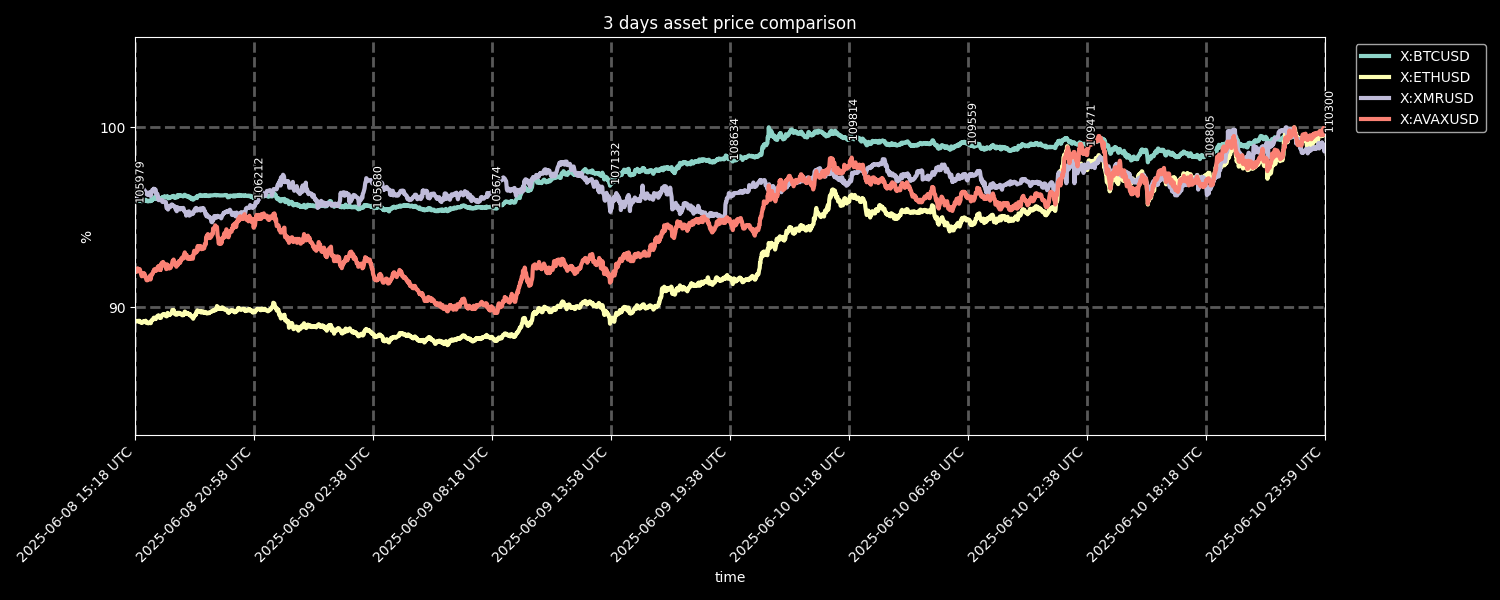 3 days asset price comparison
X:BTCUSD
X:ETHUSD
X:XMRUSD
X:AVAXUSD
100
90
%
105979
106212
105680
105674
107132
108634
109814
109559
109471
108805
110300
2025-06-08 15:18 UTC
2025-06-08 20:58 UTC
2025-06-09 02:38 UTC
2025-06-09 08:18 UTC
2025-06-09 13:58 UTC
2025-06-09 19:38 UTC
2025-06-10 01:18 UTC
2025-06-10 06:58 UTC
2025-06-10 12:38 UTC
2025-06-10 18:18 UTC
2025-06-10 23:59 UTC
time